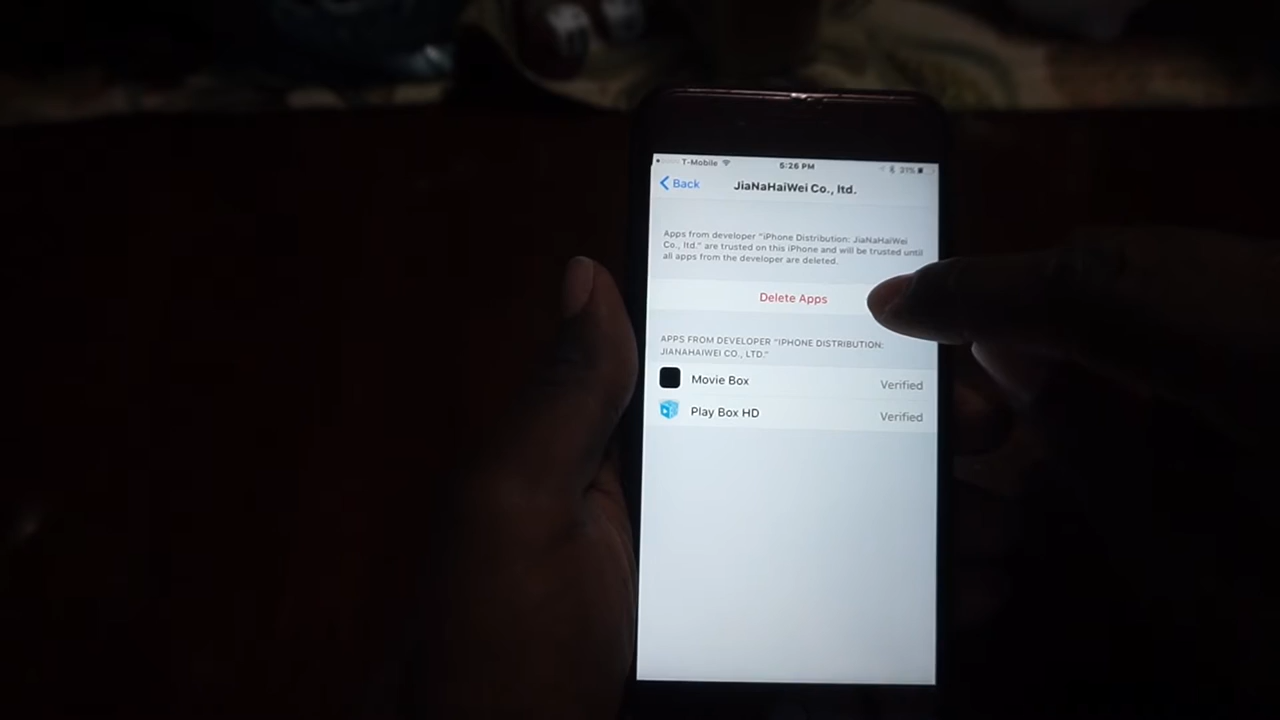 T-Mobile 5:26 PM 31%
Back JiaNaHaiWei Co., ltd.
Apps from developer "iPhone Distribution: JiaNaHaiWei
Co., ltd." are trusted on this iPhone and will be trusted until
all apps from the developer are deleted.
Delete Apps
APPS FROM DEVELOPER "IPHONE DISTRIBUTION:
JIANAHAIWEI CO., LTD."
Movie Box Verified
Play Box HD Verified